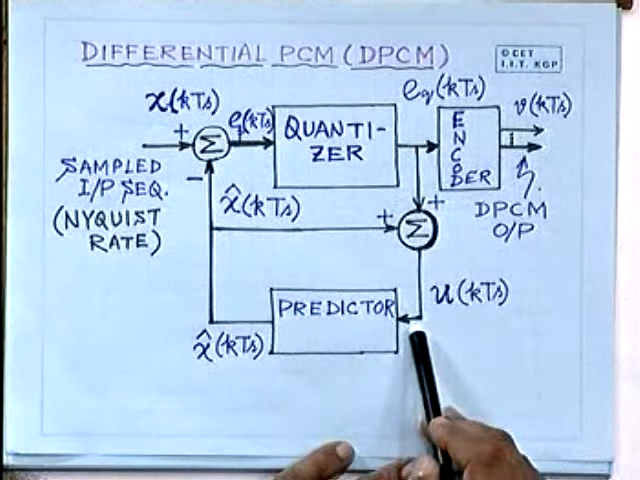 DIFFERENTIAL PCM (DPCM)
© CET
I.I.T. KGP
x(kTs)
e(kTs)
eq(kTs)
v(kTs)
+
Σ
−
QUANTI-
ZER
ENCODER
SAMPLED
I/P SEQ.
(NYQUIST
RATE)
x̂(kTs)
+
+
Σ
DPCM
O/P
PREDICTOR
u(kTs)
x̂(kTs)